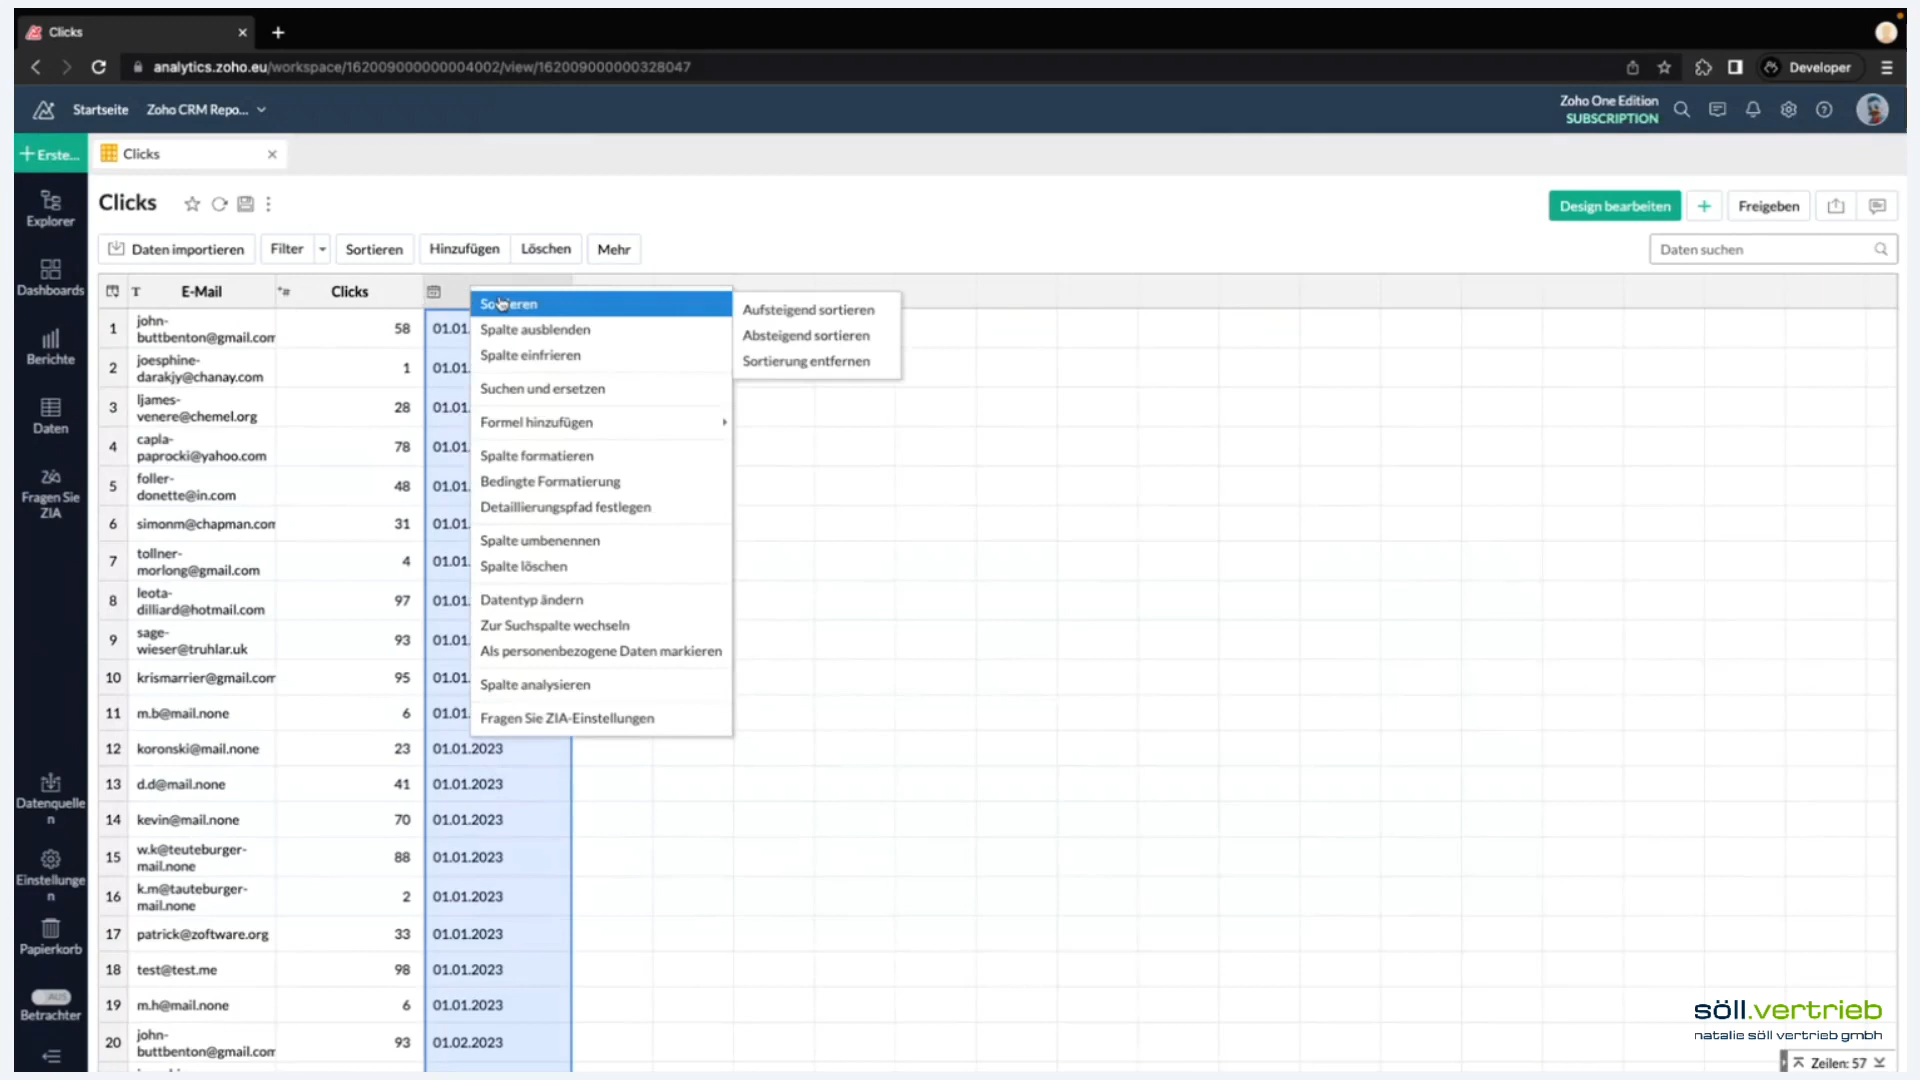 Clicks
analytics.zoho.eu/workspace/162009000000004002/view/162009000000328047
Developer
Startseite
Zoho CRM Repo...
Zoho One Edition
SUBSCRIPTION
+ Erste...
Clicks
Explorer
Dashboards
Berichte
Daten
Zia
Fragen Sie
ZIA
Datenquelle
n
Einstellunge
n
Papierkorb
AUS
Betrachter
Clicks
Design bearbeiten
+
Freigeben
Daten importieren
Filter
Sortieren
Hinzufügen
Löschen
Mehr
Daten suchen
T E-Mail
Clicks
1 john-
buttbenton@gmail.com 58 01.01.
2 joesphine-
darakjy@chanay.com 1 01.01.
3 ljames-
venere@chemel.org 28 01.01.
4 capla-
paprocki@yahoo.com 78 01.01.
5 foller-
donette@in.com 48 01.01.
6 simonm@chapman.com 31 01.01.
7 tollner-
morlong@gmail.com 4 01.01.
8 leota-
dilliard@hotmail.com 97 01.01.
9 sage-
wieser@truhlar.uk 93 01.01.
10 krismarrier@gmail.com 95 01.01.
11 m.b@mail.none 6 01.01.
12 koronski@mail.none 23 01.01.2023
13 d.d@mail.none 41 01.01.2023
14 kevin@mail.none 70 01.01.2023
15 w.k@teuteburger-
mail.none 88 01.01.2023
16 k.m@tauteburger-
mail.none 2 01.01.2023
17 patrick@zoftware.org 33 01.01.2023
18 test@test.me 98 01.01.2023
19 m.h@mail.none 6 01.01.2023
20 john-
buttbenton@gmail.com 93 01.02.2023
Sortieren
Spalte ausblenden
Spalte einfrieren
Suchen und ersetzen
Formel hinzufügen
Spalte formatieren
Bedingte Formatierung
Detaillierungspfad festlegen
Spalte umbenennen
Spalte löschen
Datentyp ändern
Zur Suchspalte wechseln
Als personenbezogene Daten markieren
Spalte analysieren
Fragen Sie ZIA-Einstellungen
Aufsteigend sortieren
Absteigend sortieren
Sortierung entfernen
söll.vertrieb
natalie söll vertrieb gmbh
Zeilen: 57